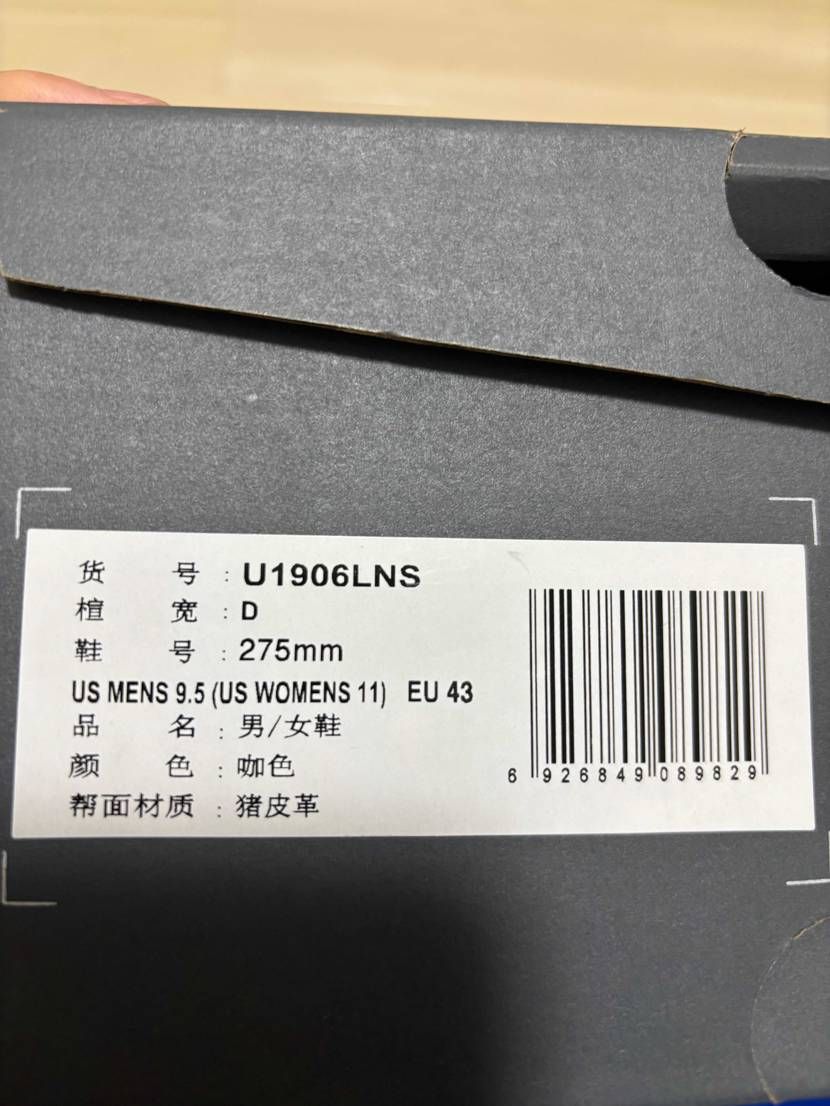 货 号 : U1906LNS
楦 宽 : D
鞋 号 : 275mm
US MENS 9.5 (US WOMENS 11) EU 43
品 名 : 男/女鞋
颜 色 : 咖色
帮面材质 : 猪皮革
6 926849 089829